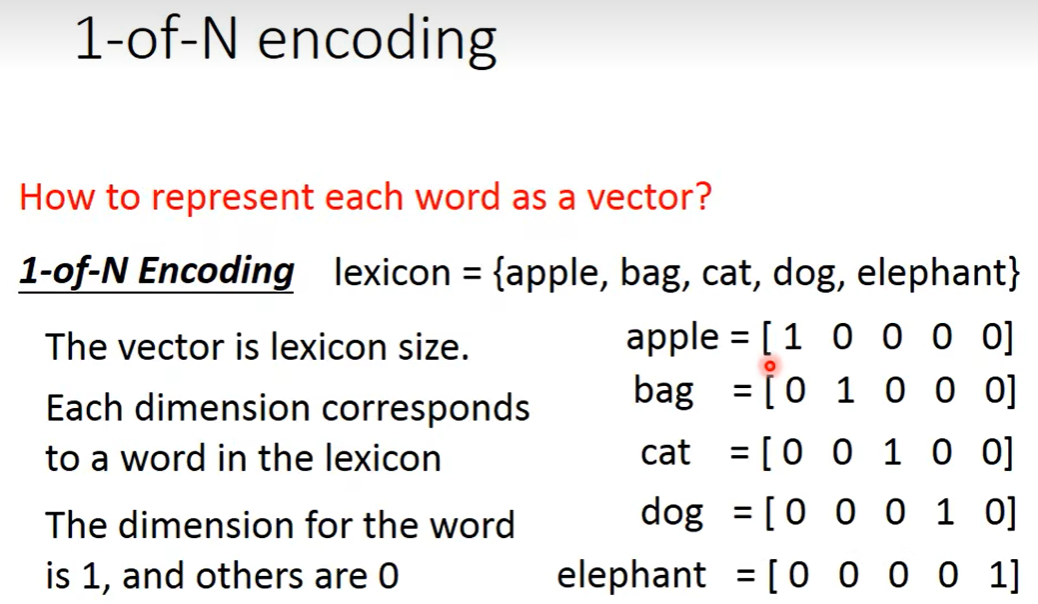 1-of-N encoding
How to represent each word as a vector?
1-of-N Encoding lexicon = {apple, bag, cat, dog, elephant}
The vector is lexicon size.
Each dimension corresponds
to a word in the lexicon
The dimension for the word
is 1, and others are 0
apple = [ 1 0 0 0 0]
bag = [ 0 1 0 0 0]
cat = [ 0 0 1 0 0]
dog = [ 0 0 0 1 0]
elephant = [ 0 0 0 0 1]